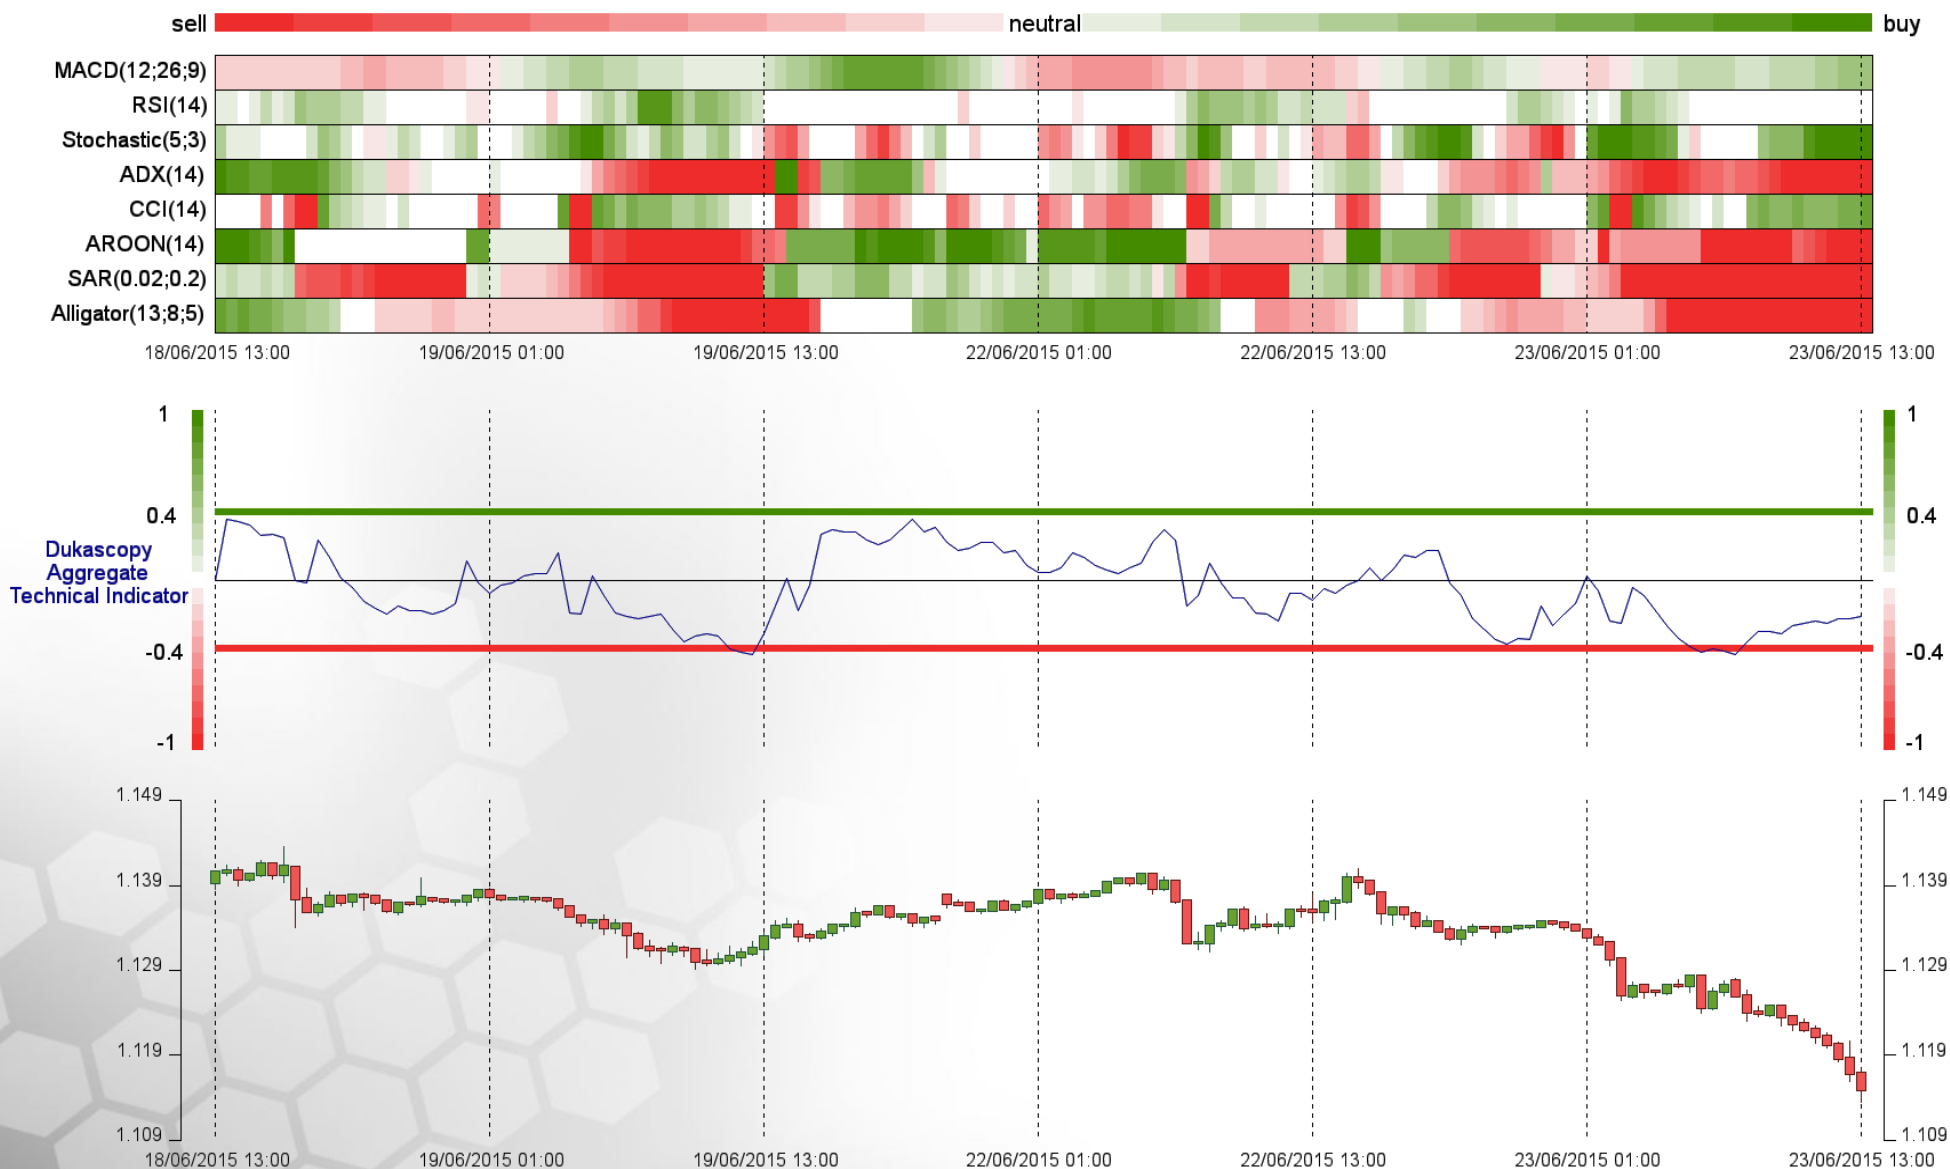 sell neutral buy
MACD(12;26;9)
RSI(14)
Stochastic(5;3)
ADX(14)
CCI(14)
AROON(14)
SAR(0.02;0.2)
Alligator(13;8;5)
18/06/2015 13:00 19/06/2015 01:00 19/06/2015 13:00 22/06/2015 01:00 22/06/2015 13:00 23/06/2015 01:00 23/06/2015 13:00
1 1
0.4 0.4
Dukascopy
Aggregate
Technical Indicator
-0.4 -0.4
-1 -1
1.149 1.149
1.139 1.139
1.129 1.129
1.119 1.119
1.109 1.109
18/06/2015 13:00 19/06/2015 01:00 19/06/2015 13:00 22/06/2015 01:00 22/06/2015 13:00 23/06/2015 01:00 23/06/2015 13:00